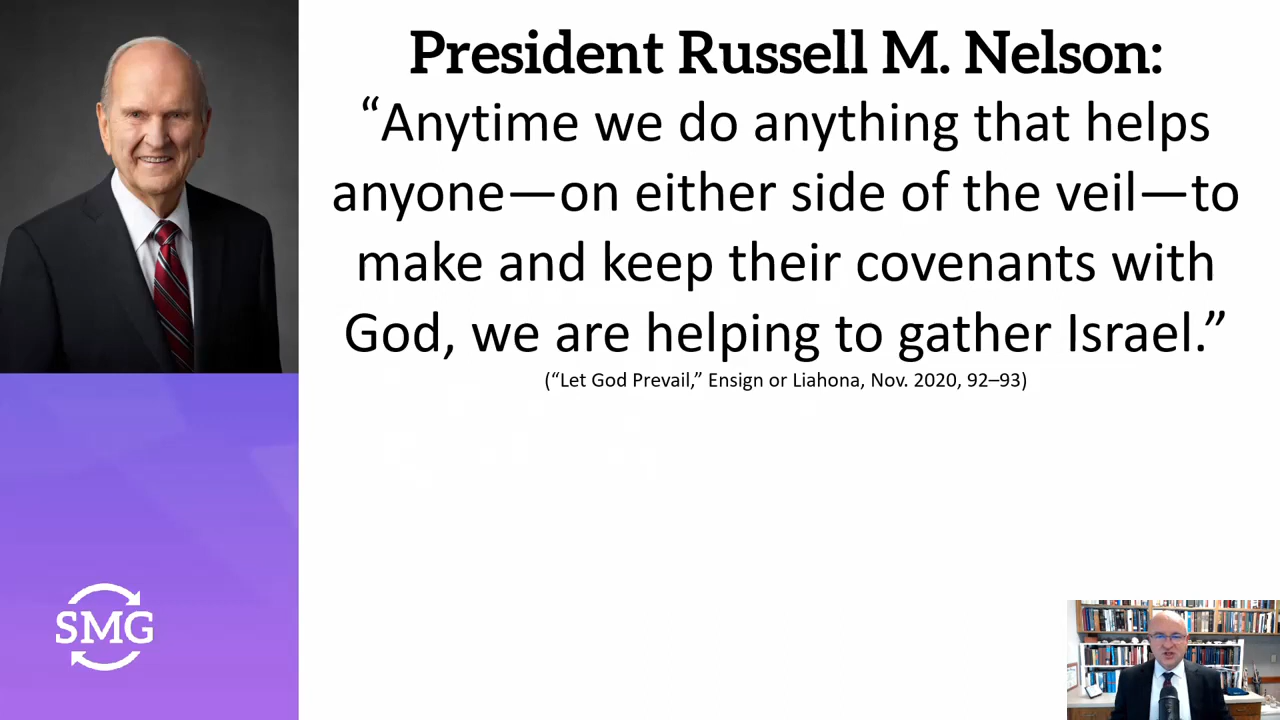 President Russell M. Nelson:
“Anytime we do anything that helps
anyone—on either side of the veil—to
make and keep their covenants with
God, we are helping to gather Israel.”
(“Let God Prevail,” Ensign or Liahona, Nov. 2020, 92–93)
SMG